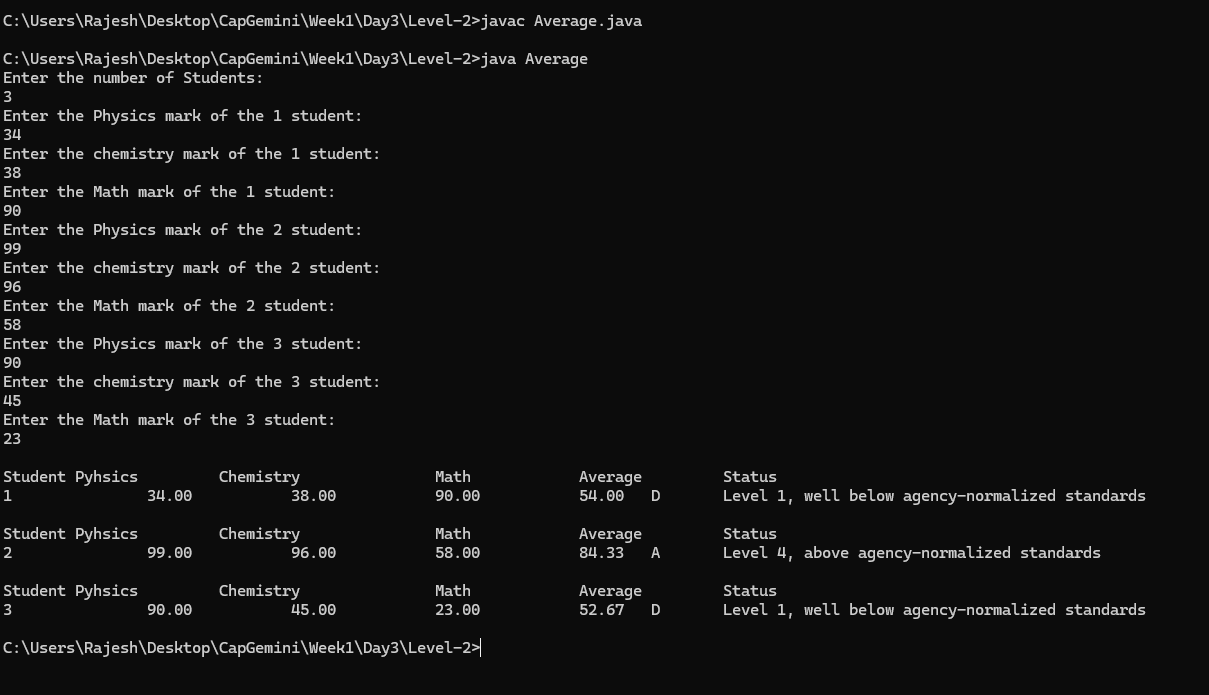 C:\Users\Rajesh\Desktop\CapGemini\Week1\Day3\Level-2>javac Average.java
C:\Users\Rajesh\Desktop\CapGemini\Week1\Day3\Level-2>java Average
Enter the number of Students:
3
Enter the Physics mark of the 1 student:
34
Enter the chemistry mark of the 1 student:
38
Enter the Math mark of the 1 student:
90
Enter the Physics mark of the 2 student:
99
Enter the chemistry mark of the 2 student:
96
Enter the Math mark of the 2 student:
58
Enter the Physics mark of the 3 student:
90
Enter the chemistry mark of the 3 student:
45
Enter the Math mark of the 3 student:
23
Student Pyhsics Chemistry Math Average Status
1 34.00 38.00 90.00 54.00 D Level 1, well below agency-normalized standards
Student Pyhsics Chemistry Math Average Status
2 99.00 96.00 58.00 84.33 A Level 4, above agency-normalized standards
Student Pyhsics Chemistry Math Average Status
3 90.00 45.00 23.00 52.67 D Level 1, well below agency-normalized standards
C:\Users\Rajesh\Desktop\CapGemini\Week1\Day3\Level-2>